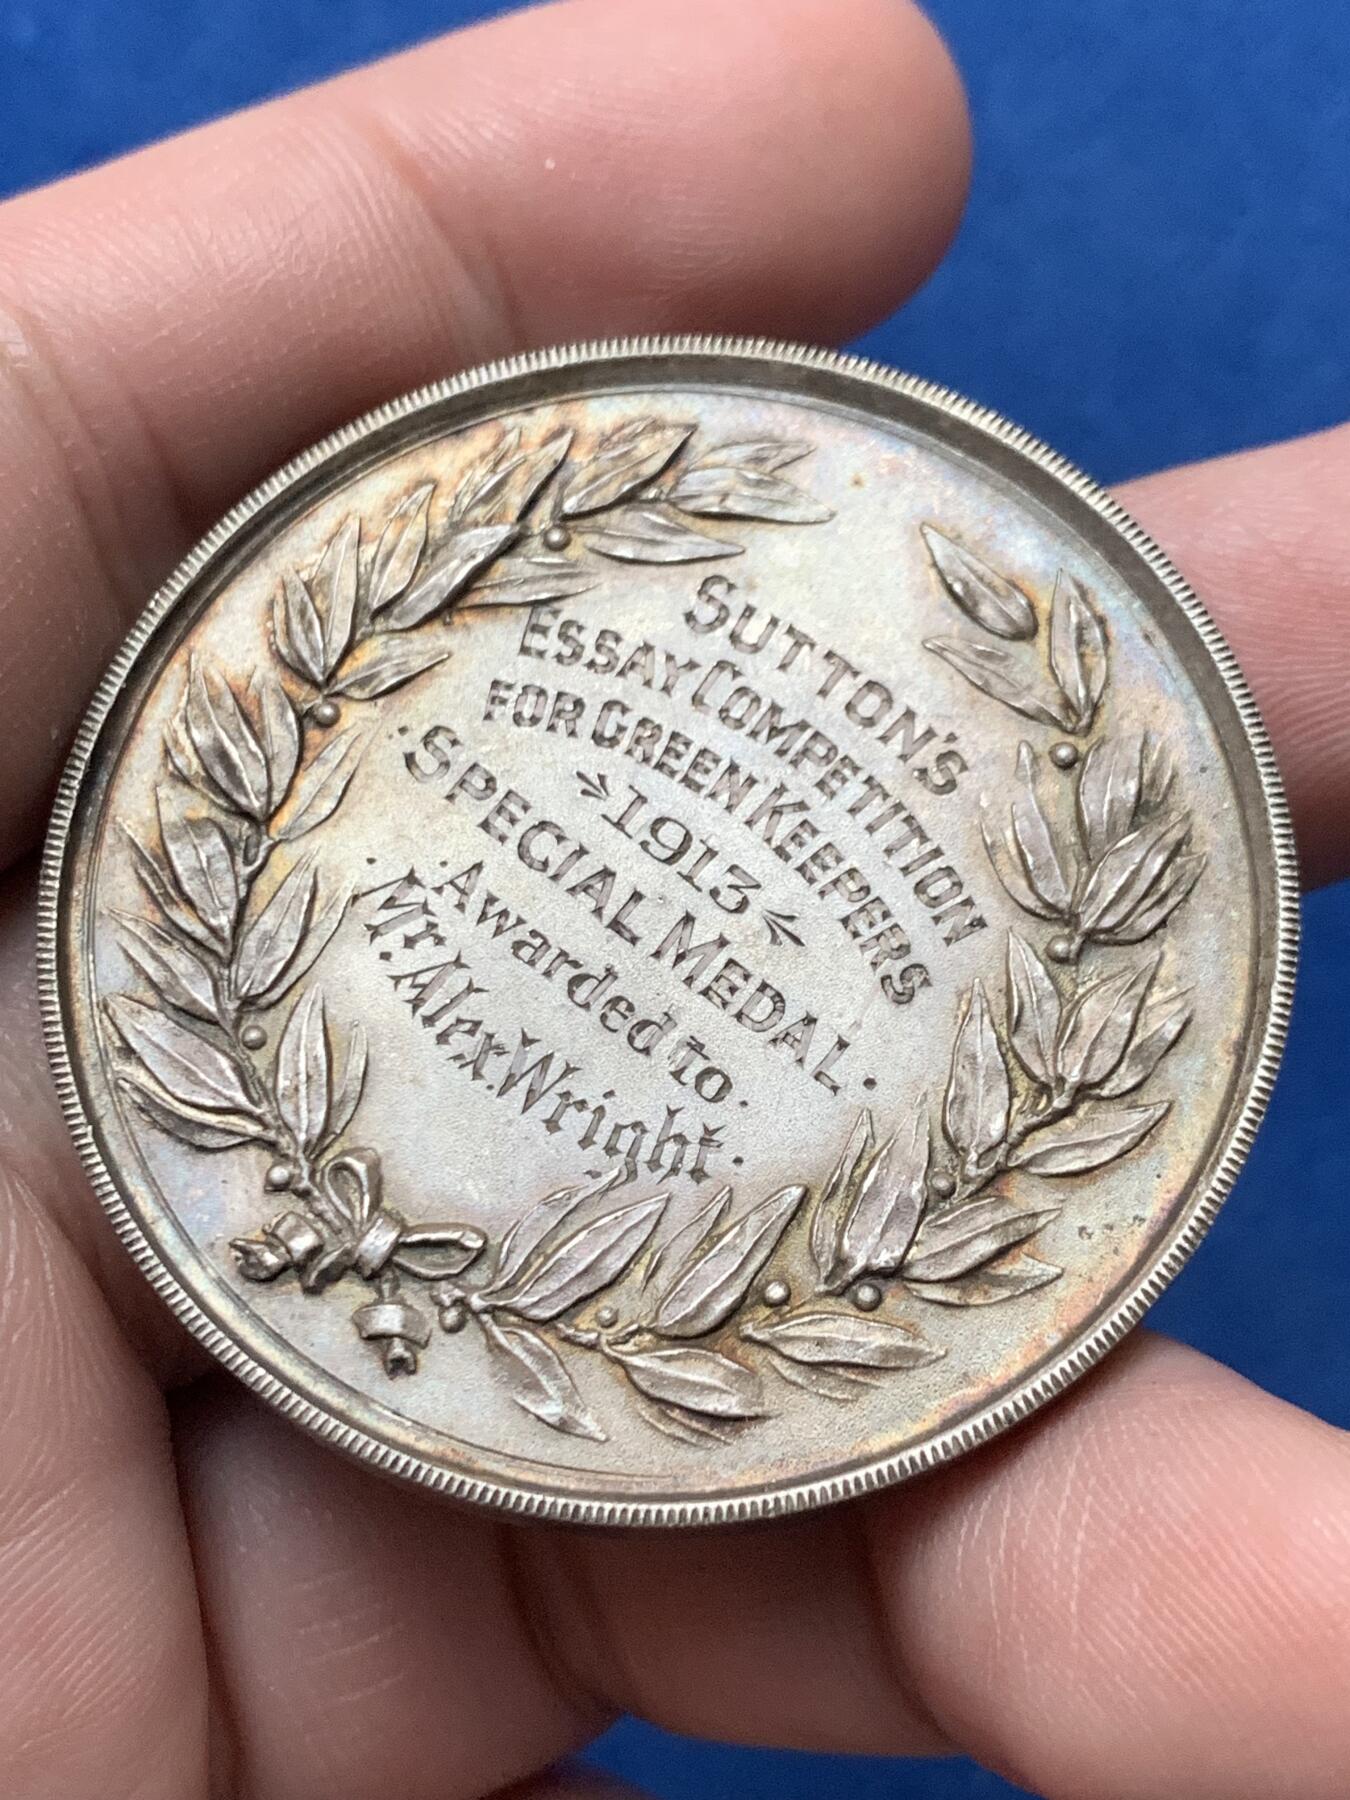 SUTTON'S
ESSAY COMPETITION
FOR GREEN KEEPERS
1913
·SPECIAL MEDAL·
·Awarded to·
·Mr. Alex. Wright·